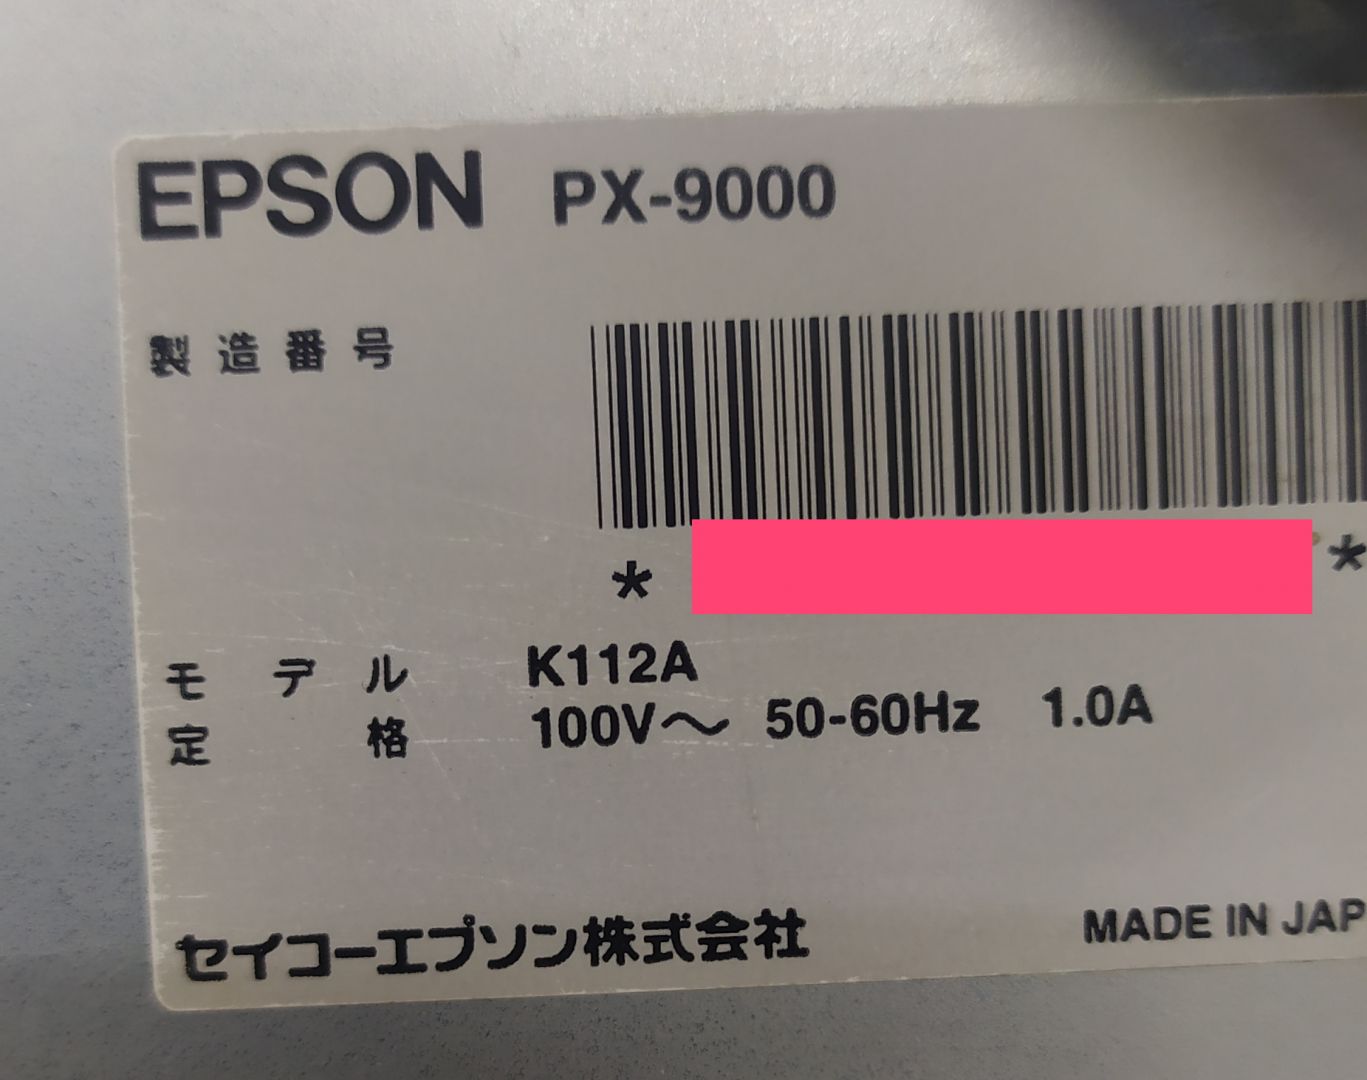 EPSON PX-9000
製造番号
* *
モデル K112A
定格 100V～ 50-60Hz 1.0A
セイコーエプソン株式会社 MADE IN JAP